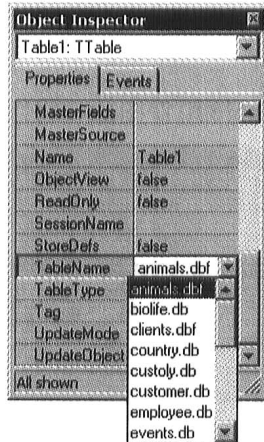 Object Inspector
Table1: TTable
Properties Events
MasterFields
MasterSource
Name Table1
ObjectView false
ReadOnly false
SessionName
StoreDefs false
TableName animals.dbf
TableType animals.dbf
biolife.db
Tag clients.dbf
UpdateMode country.db
UpdateObject custoly.db
customer.db
All shown employee.db
events.db